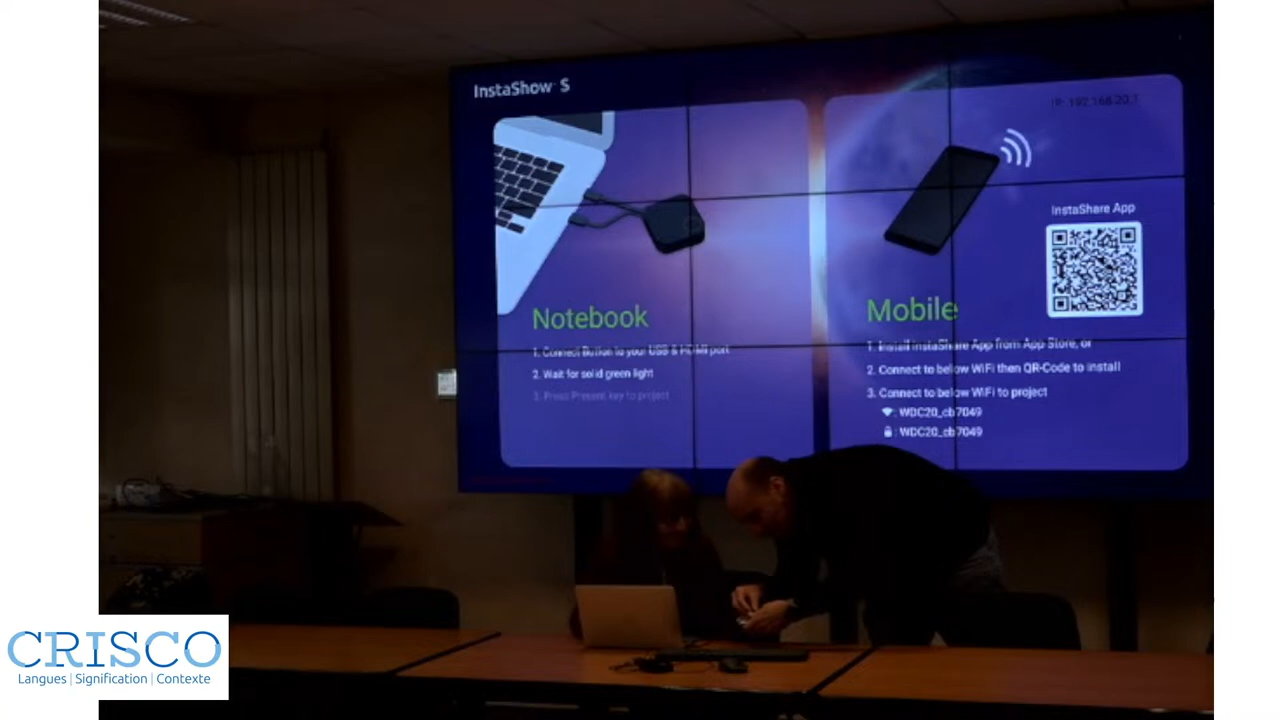 InstaShow™ S
IP: 192.168.20.1
InstaShare App
Notebook
1. Connect Button to your USB & HDMI port
2. Wait for solid green light
3. Press Present key to project
Mobile
1. Install InstaShare App from App Store, or
2. Connect to below WiFi then QR-Code to install
3. Connect to below WiFi to project
: WDC20_cb7049
: WDC20_cb7049
CRISCO
Langues | Signification | Contexte